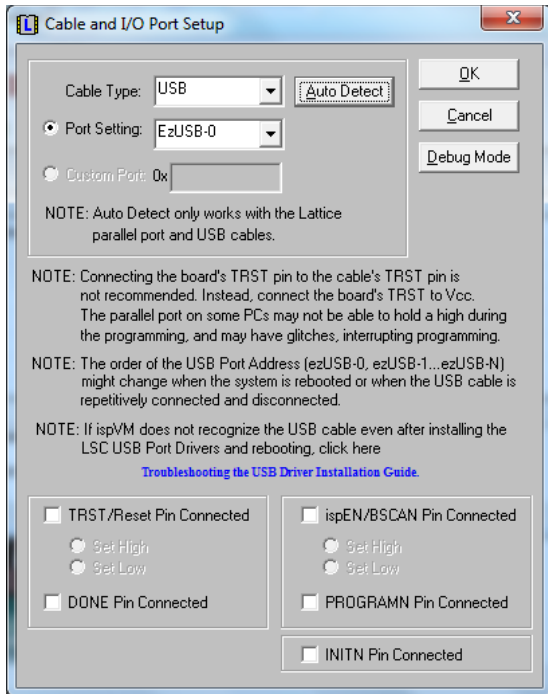 Cable and I/O Port Setup
Cable Type: USB
Auto Detect
OK
Port Setting: EzUSB-0
Cancel
Custom Port: 0x
Debug Mode
NOTE: Auto Detect only works with the Lattice
parallel port and USB cables.
NOTE: Connecting the board's TRST pin to the cable's TRST pin is
not recommended. Instead, connect the board's TRST to Vcc.
The parallel port on some PCs may not be able to hold a high during
the programming, and may have glitches, interrupting programming.
NOTE: The order of the USB Port Address (ezUSB-0, ezUSB-1...ezUSB-N)
might change when the system is rebooted or when the USB cable is
repetitively connected and disconnected.
NOTE: If ispVM does not recognize the USB cable even after installing the
LSC USB Port Drivers and rebooting, click here
Troubleshooting the USB Driver Installation Guide.
TRST/Reset Pin Connected
Set High
Set Low
DONE Pin Connected
ispEN/BSCAN Pin Connected
Set High
Set Low
PROGRAMN Pin Connected
INITN Pin Connected